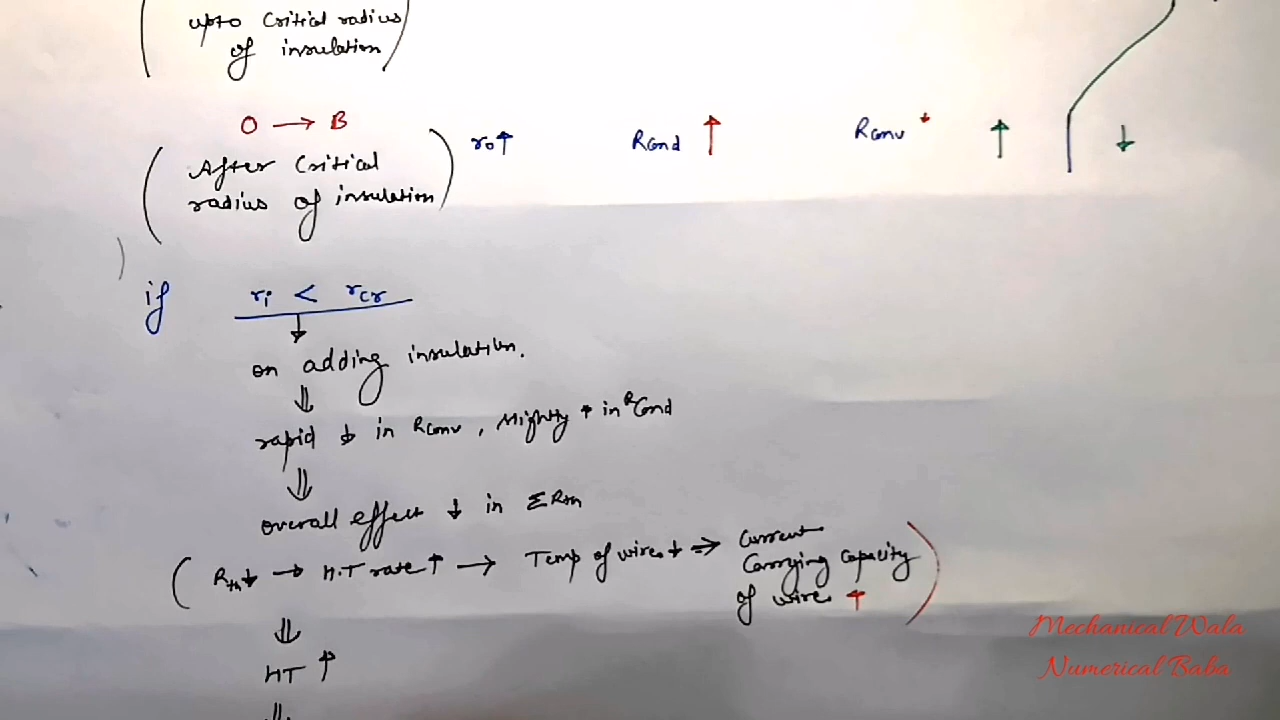 (upto Critical radius
of insulation)
O → B
(After Critical
radius of insulation)
ro↑ Rcond ↑ Rconv ↓ ↑ ↓
if ri < rcr
↓
on adding insulation.
⇓
rapid ↓ in Rconv, slightly ↑ in Rcond
⇓
overall effect ↓ in ΣRth
(Rth↓ → H.T rate↑ → Temp of wire↓ ⇒ Current
Carrying Capacity
of wire ↑)
⇓
HT ↑
⇓
Mechanical Wala
Numerical Baba